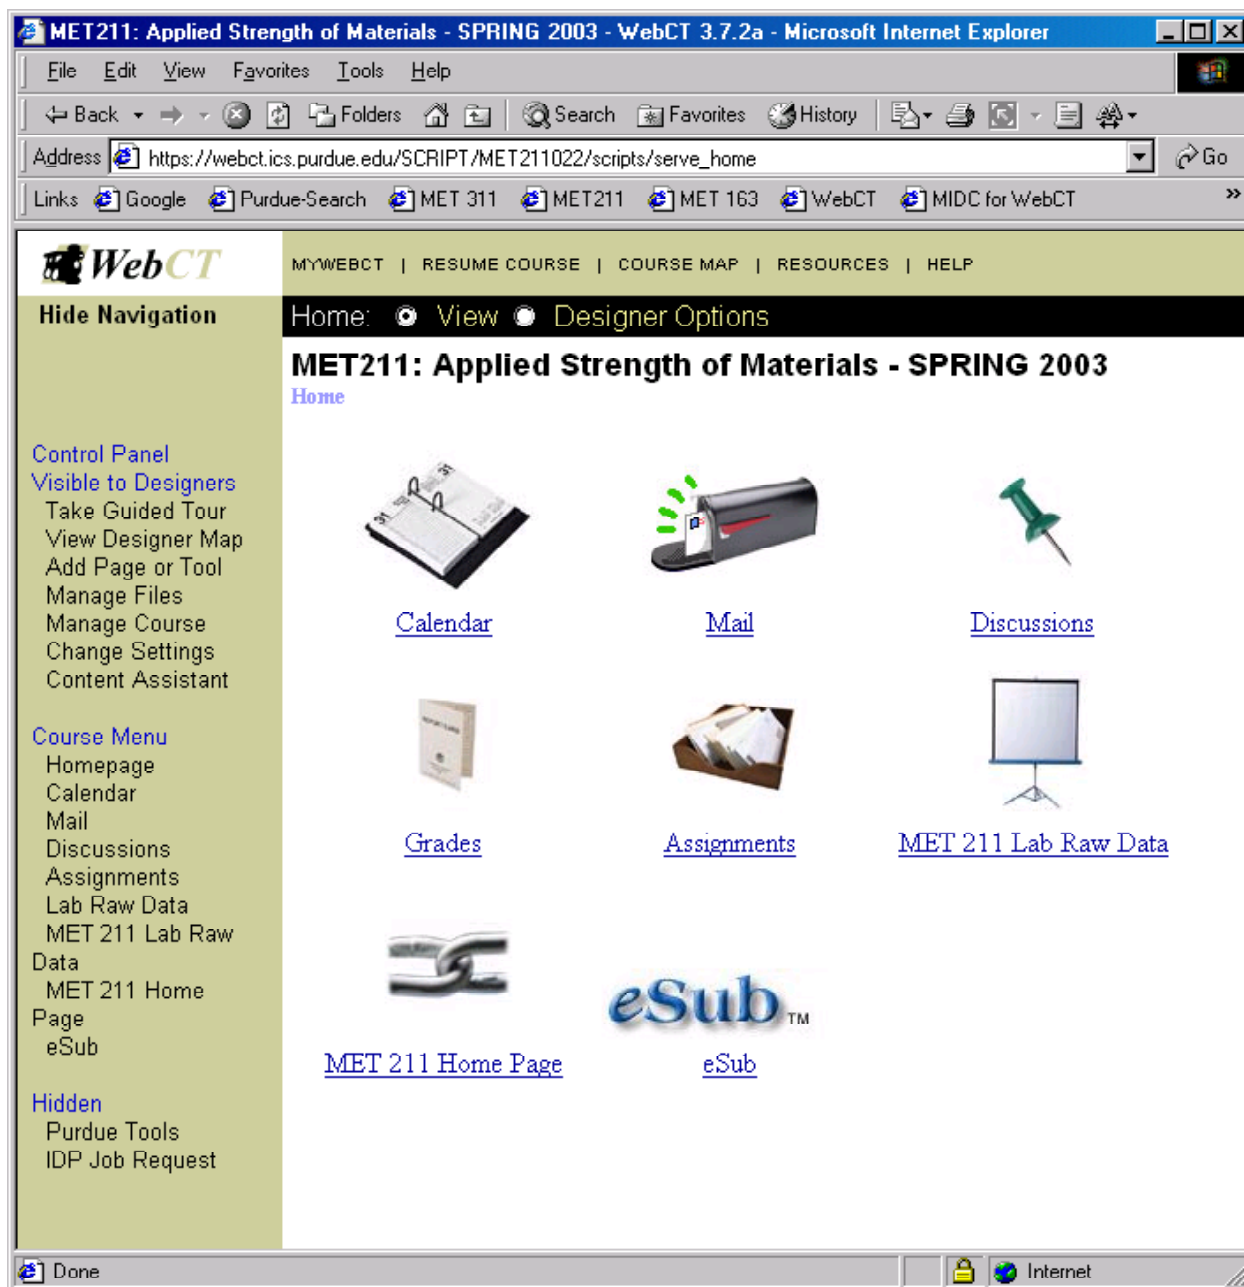 MET211: Applied Strength of Materials - SPRING 2003 - WebCT 3.7.2a - Microsoft Internet Explorer
File Edit View Favorites Tools Help
Back Folders Search Favorites History
Address https://webct.ics.purdue.edu/SCRIPT/MET211022/scripts/serve_home Go
Links Google Purdue-Search MET 311 MET211 MET 163 WebCT MIDC for WebCT »
WebCT MYWEBCT | RESUME COURSE | COURSE MAP | RESOURCES | HELP
Hide Navigation
Home: View Designer Options
MET211: Applied Strength of Materials - SPRING 2003
Home
Control Panel
Visible to Designers
Take Guided Tour
View Designer Map
Add Page or Tool
Manage Files
Manage Course
Change Settings
Content Assistant
Course Menu
Homepage
Calendar
Mail
Discussions
Assignments
Lab Raw Data
MET 211 Lab Raw
Data
MET 211 Home
Page
eSub
Hidden
Purdue Tools
IDP Job Request
31 31
Calendar Mail Discussions
REPORT CARD
Grades Assignments MET 211 Lab Raw Data
eSub TM
MET 211 Home Page eSub
Done Internet